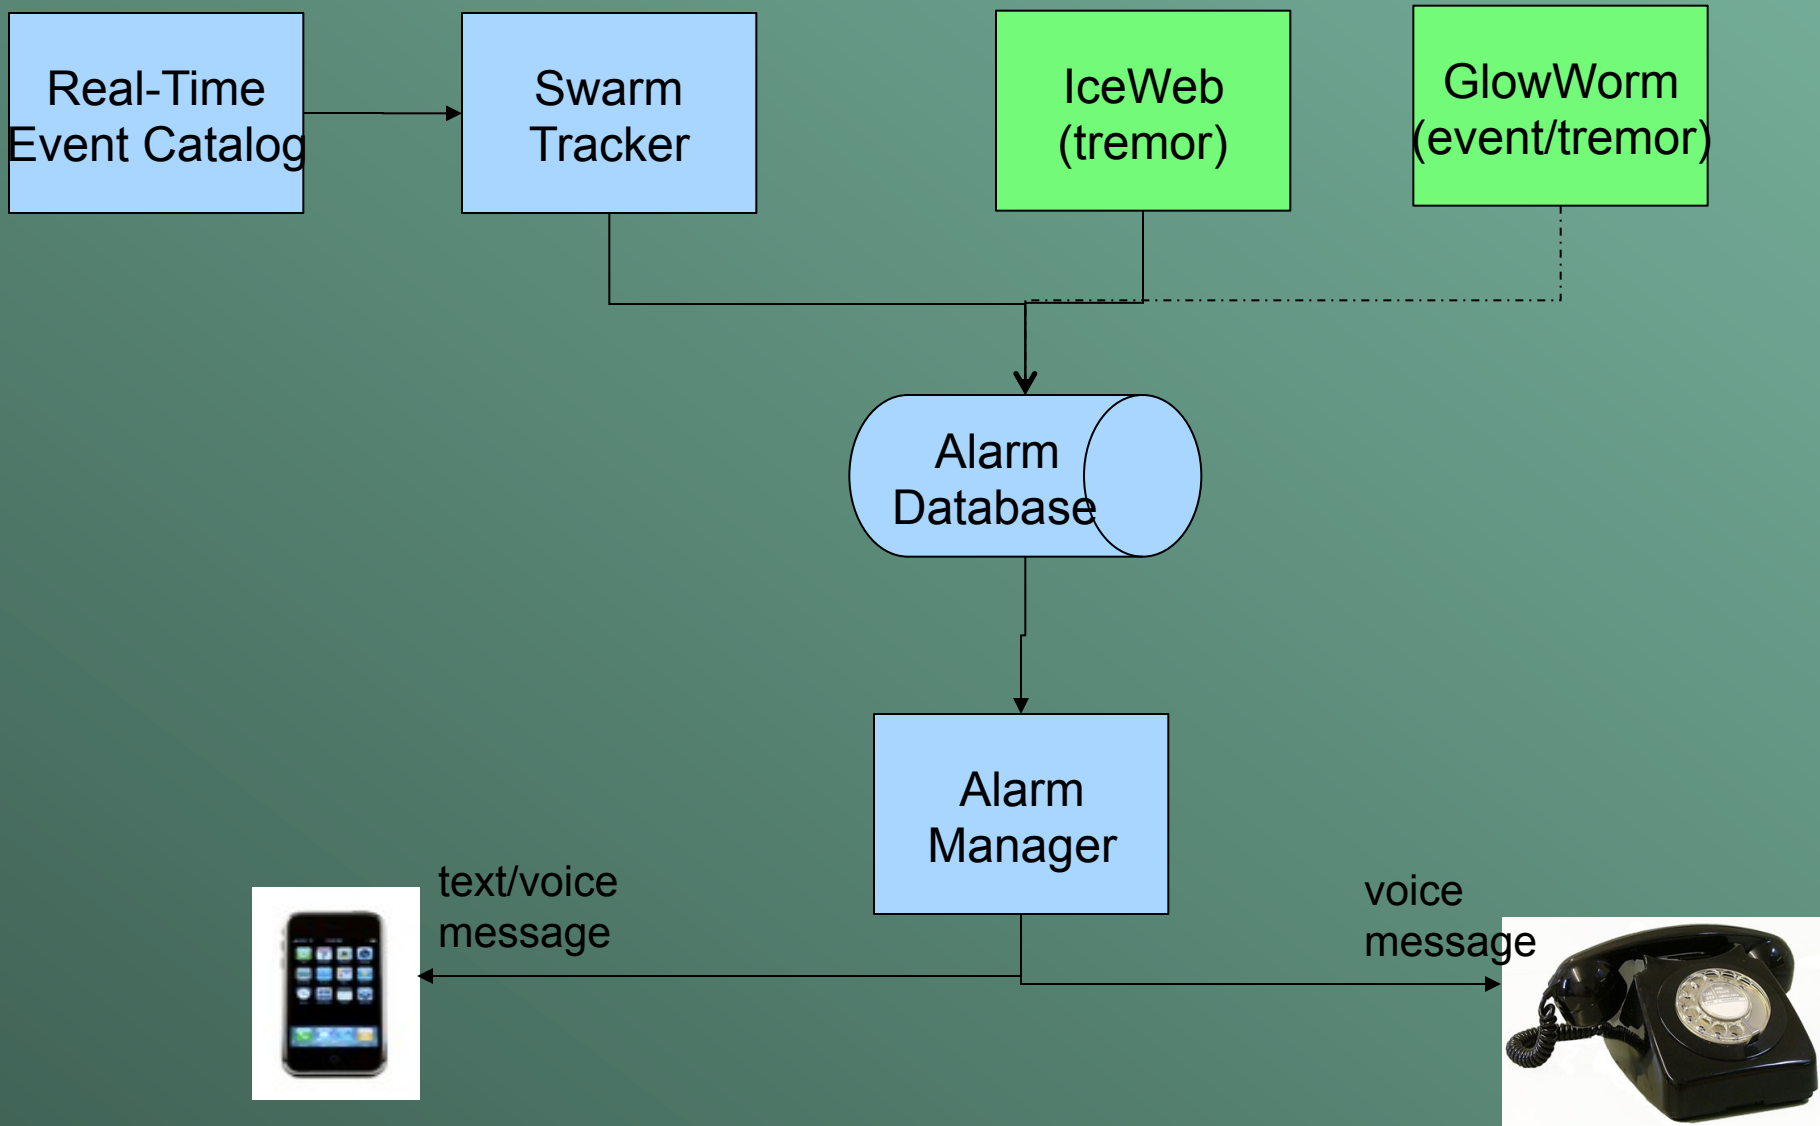 Real-Time
Event Catalog
Swarm
Tracker
IceWeb
(tremor)
GlowWorm
(event/tremor)
Alarm
Database
Alarm
Manager
text/voice
message
voice
message